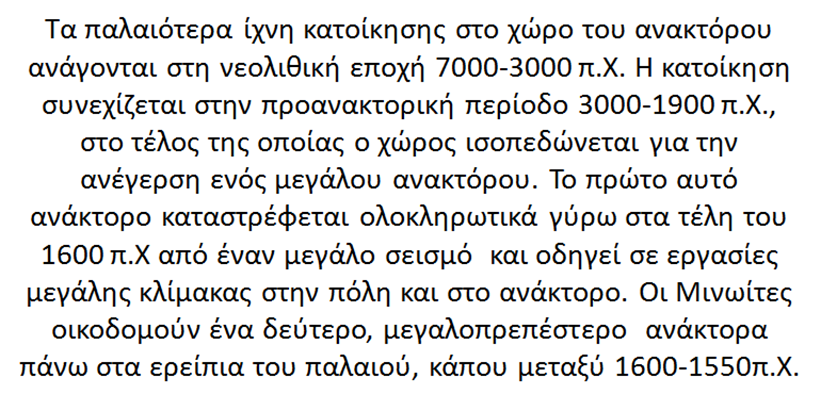 Τα παλαιότερα ίχνη κατοίκησης στο χώρο του ανακτόρου
ανάγονται στη νεολιθική εποχή 7000-3000 π.Χ. Η κατοίκηση
συνεχίζεται στην προανακτορική περίοδο 3000-1900 π.Χ.,
στο τέλος της οποίας ο χώρος ισοπεδώνεται για την
ανέγερση ενός μεγάλου ανακτόρου. Το πρώτο αυτό
ανάκτορο καταστρέφεται ολοκληρωτικά γύρω στα τέλη του
1600 π.Χ από έναν μεγάλο σεισμό  και οδηγεί σε εργασίες
μεγάλης κλίμακας στην πόλη και στο ανάκτορο. Οι Μινωίτες
οικοδομούν ένα δεύτερο, μεγαλοπρεπέστερο  ανάκτορα
πάνω στα ερείπια του παλαιού, κάπου μεταξύ 1600-1550π.Χ.